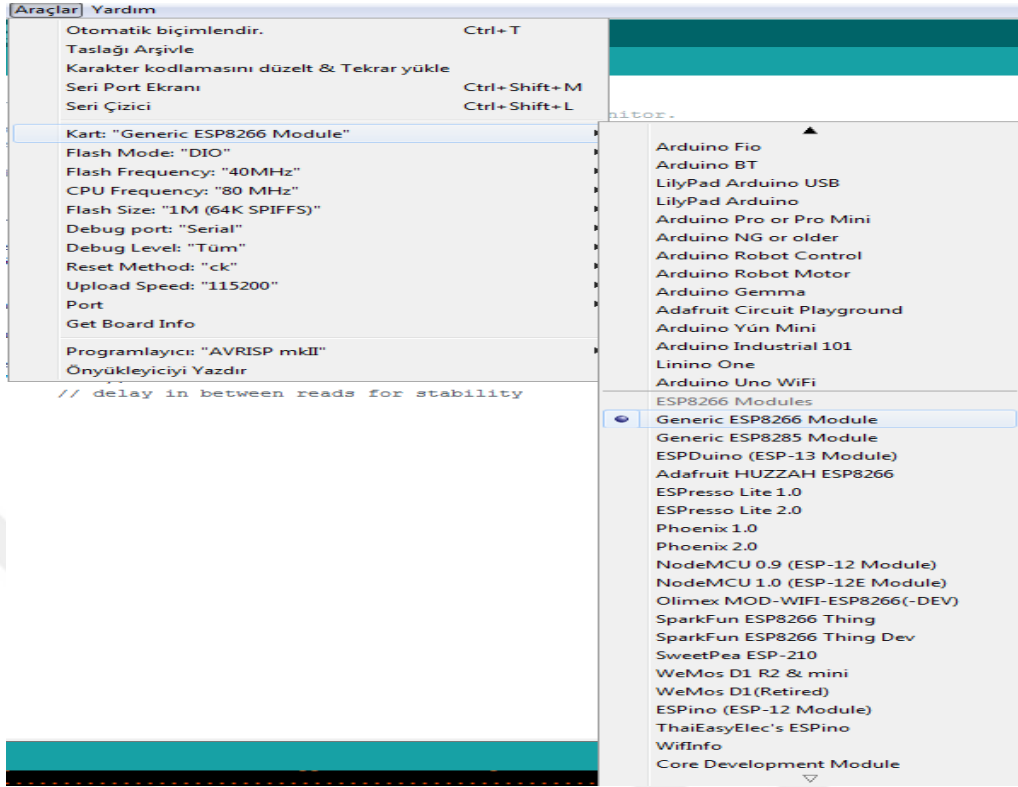 Araçlar Yardım
Otomatik biçimlendir. Ctrl+T
Taslağı Arşivle
Karakter kodlamasını düzelt & Tekrar yükle
Seri Port Ekranı Ctrl+Shift+M
Seri Çizici Ctrl+Shift+L
nitor.
Kart: "Generic ESP8266 Module"
Flash Mode: "DIO"
Flash Frequency: "40MHz"
CPU Frequency: "80 MHz"
Flash Size: "1M (64K SPIFFS)"
Debug port: "Serial"
Debug Level: "Tüm"
Reset Method: "ck"
Upload Speed: "115200"
Port
Get Board Info
Programlayıcı: "AVRISP mkII"
Önyükleyiciyi Yazdır
// delay in between reads for stability
Arduino Fio
Arduino BT
LilyPad Arduino USB
LilyPad Arduino
Arduino Pro or Pro Mini
Arduino NG or older
Arduino Robot Control
Arduino Robot Motor
Arduino Gemma
Adafruit Circuit Playground
Arduino Yún Mini
Arduino Industrial 101
Linino One
Arduino Uno WiFi
ESP8266 Modules
Generic ESP8266 Module
Generic ESP8285 Module
ESPDuino (ESP-13 Module)
Adafruit HUZZAH ESP8266
ESPresso Lite 1.0
ESPresso Lite 2.0
Phoenix 1.0
Phoenix 2.0
NodeMCU 0.9 (ESP-12 Module)
NodeMCU 1.0 (ESP-12E Module)
Olimex MOD-WIFI-ESP8266(-DEV)
SparkFun ESP8266 Thing
SparkFun ESP8266 Thing Dev
SweetPea ESP-210
WeMos D1 R2 & mini
WeMos D1(Retired)
ESPino (ESP-12 Module)
ThaiEasyElec's ESPino
WifInfo
Core Development Module